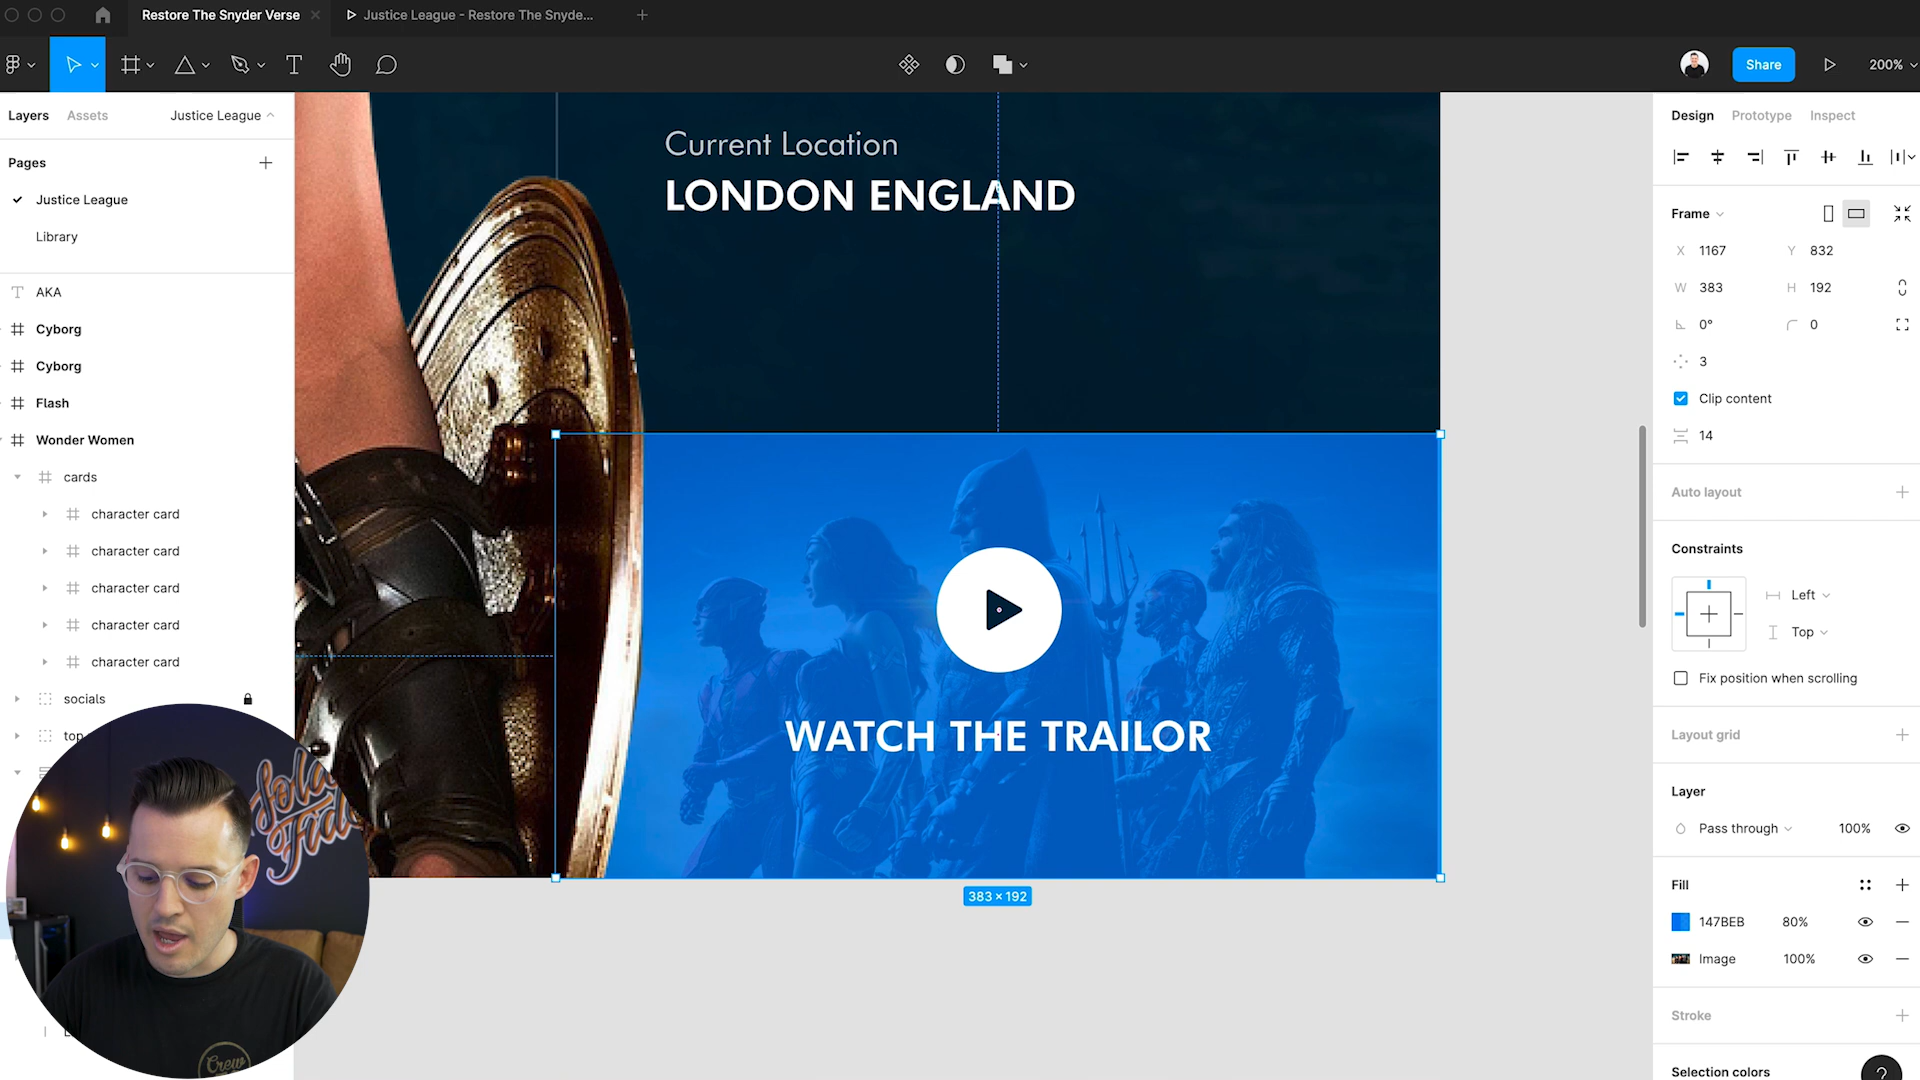 Restore The Snyder Verse
Justice League - Restore The Snyde...
Share
200%
Layers
Assets
Justice League
Pages
Justice League
Library
AKA
Cyborg
Cyborg
Flash
Wonder Women
cards
character card
character card
character card
character card
character card
socials
top
Current Location
LONDON ENGLAND
WATCH THE TRAILOR
383 × 192
Design
Prototype
Inspect
Frame
X 1167
Y 832
W 383
H 192
0°
0
3
Clip content
14
Auto layout
Constraints
Left
Top
Fix position when scrolling
Layout grid
Layer
Pass through
100%
Fill
147BEB
80%
Image
100%
Stroke
Selection colors
?
Crew